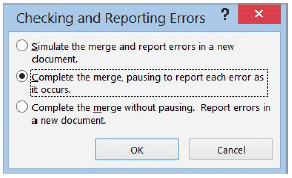 Checking and Reporting Errors ? ×
Simulate the merge and report errors in a new
document.
Complete the merge, pausing to report each error as
it occurs.
Complete the merge without pausing. Report errors in
a new document.
OK Cancel